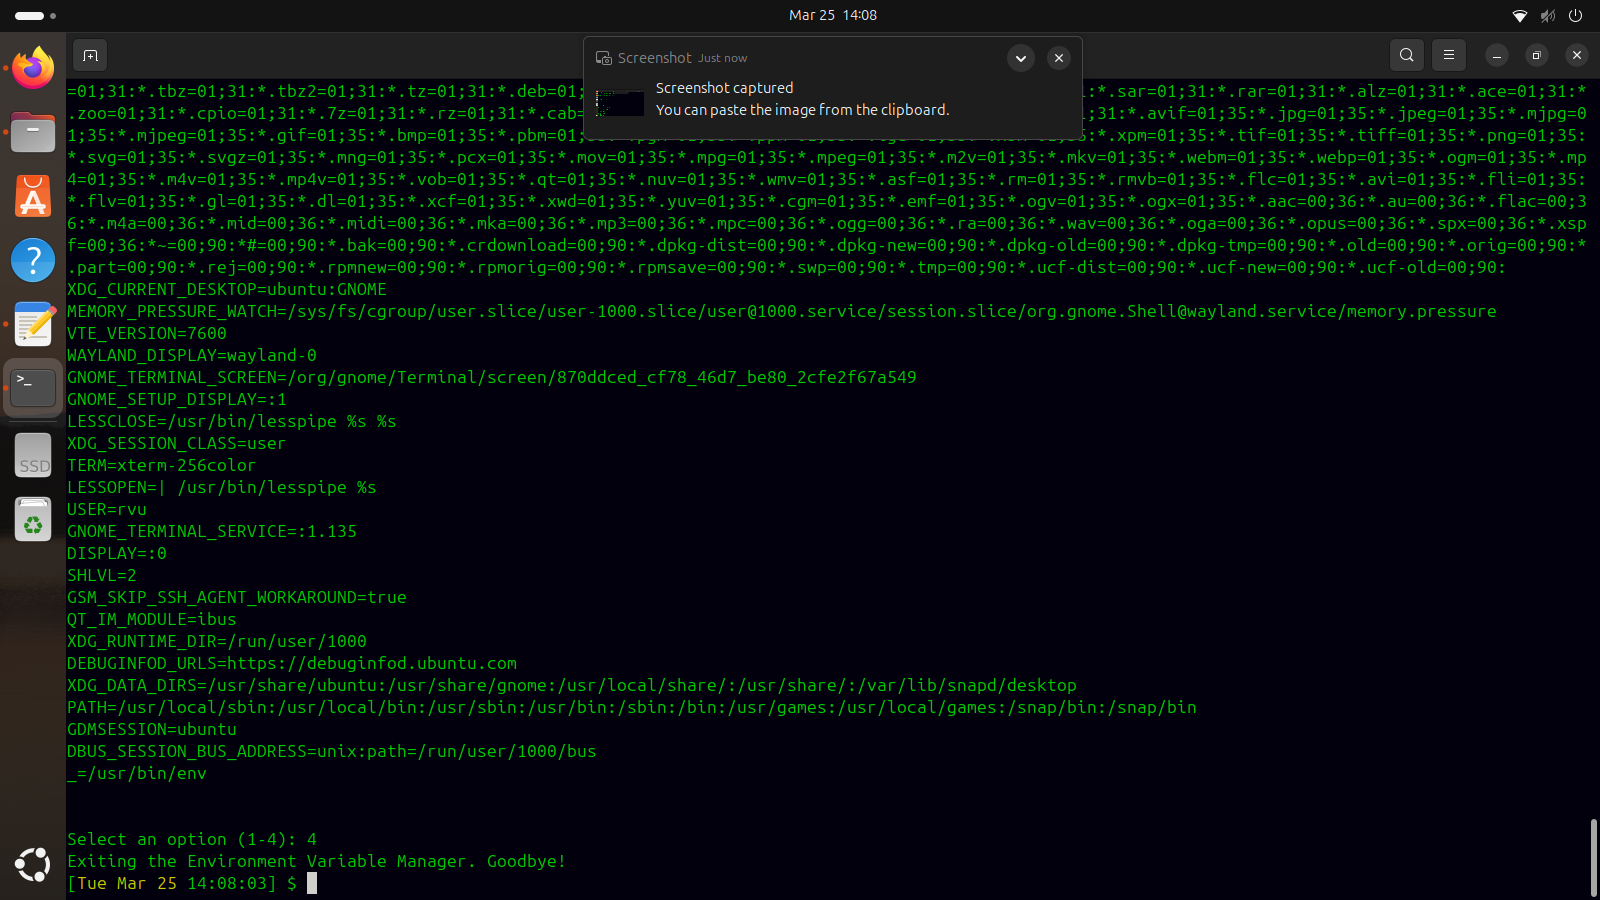 Mar 25 14:08
Screenshot Just now
Screenshot captured
You can paste the image from the clipboard.
=01;31:*.tbz=01;31:*.tbz2=01;31:*.tz=01;31:*.deb=01; :*.sar=01;31:*.rar=01;31:*.alz=01;31:*.ace=01;31:*
.zoo=01;31:*.cpio=01;31:*.7z=01;31:*.rz=01;31:*.cab= 31:*.avif=01;35:*.jpg=01;35:*.jpeg=01;35:*.mjpg=0
1;35:*.mjpeg=01;35:*.gif=01;35:*.bmp=01;35:*.pbm=01; :*.xpm=01;35:*.tif=01;35:*.tiff=01;35:*.png=01;35:
*.svg=01;35:*.svgz=01;35:*.mng=01;35:*.pcx=01;35:*.mov=01;35:*.mpg=01;35:*.mpeg=01;35:*.m2v=01;35:*.mkv=01;35:*.webm=01;35:*.webp=01;35:*.ogm=01;35:*.mp
4=01;35:*.m4v=01;35:*.mp4v=01;35:*.vob=01;35:*.qt=01;35:*.nuv=01;35:*.wmv=01;35:*.asf=01;35:*.rm=01;35:*.rmvb=01;35:*.flc=01;35:*.avi=01;35:*.fli=01;35:
*.flv=01;35:*.gl=01;35:*.dl=01;35:*.xcf=01;35:*.xwd=01;35:*.yuv=01;35:*.cgm=01;35:*.emf=01;35:*.ogv=01;35:*.ogx=01;35:*.aac=00;36:*.au=00;36:*.flac=00;3
6:*.m4a=00;36:*.mid=00;36:*.midi=00;36:*.mka=00;36:*.mp3=00;36:*.mpc=00;36:*.ogg=00;36:*.ra=00;36:*.wav=00;36:*.oga=00;36:*.opus=00;36:*.spx=00;36:*.xsp
f=00;36:*~=00;90:*#=00;90:*.bak=00;90:*.crdownload=00;90:*.dpkg-dist=00;90:*.dpkg-new=00;90:*.dpkg-old=00;90:*.dpkg-tmp=00;90:*.old=00;90:*.orig=00;90:*
.part=00;90:*.rej=00;90:*.rpmnew=00;90:*.rpmorig=00;90:*.rpmsave=00;90:*.swp=00;90:*.tmp=00;90:*.ucf-dist=00;90:*.ucf-new=00;90:*.ucf-old=00;90:
XDG_CURRENT_DESKTOP=ubuntu:GNOME
MEMORY_PRESSURE_WATCH=/sys/fs/cgroup/user.slice/user-1000.slice/user@1000.service/session.slice/org.gnome.Shell@wayland.service/memory.pressure
VTE_VERSION=7600
WAYLAND_DISPLAY=wayland-0
GNOME_TERMINAL_SCREEN=/org/gnome/Terminal/screen/870ddced_cf78_46d7_be80_2cfe2f67a549
GNOME_SETUP_DISPLAY=:1
LESSCLOSE=/usr/bin/lesspipe %s %s
XDG_SESSION_CLASS=user
TERM=xterm-256color
LESSOPEN=| /usr/bin/lesspipe %s
USER=rvu
GNOME_TERMINAL_SERVICE=:1.135
DISPLAY=:0
SHLVL=2
GSM_SKIP_SSH_AGENT_WORKAROUND=true
QT_IM_MODULE=ibus
XDG_RUNTIME_DIR=/run/user/1000
DEBUGINFOD_URLS=https://debuginfod.ubuntu.com
XDG_DATA_DIRS=/usr/share/ubuntu:/usr/share/gnome:/usr/local/share/:/usr/share/:/var/lib/snapd/desktop
PATH=/usr/local/sbin:/usr/local/bin:/usr/sbin:/usr/bin:/sbin:/bin:/usr/games:/usr/local/games:/snap/bin:/snap/bin
GDMSESSION=ubuntu
DBUS_SESSION_BUS_ADDRESS=unix:path=/run/user/1000/bus
_=/usr/bin/env
Select an option (1-4): 4
Exiting the Environment Variable Manager. Goodbye!
[Tue Mar 25 14:08:03] $
SSD